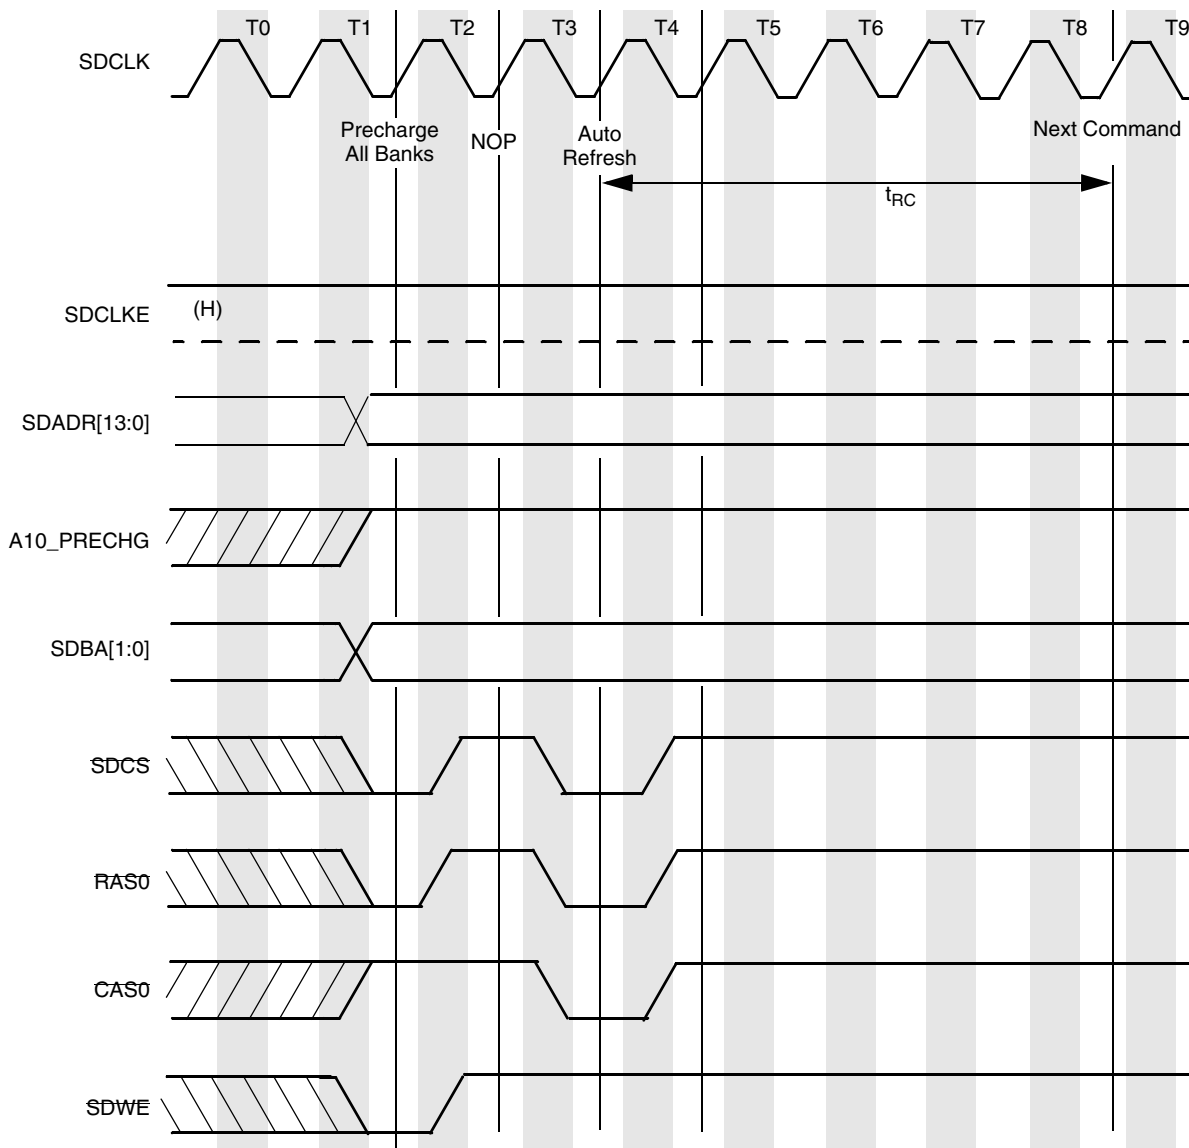 T0 T1 T2 T3 T4 T5 T6 T7 T8 T9
SDCLK
Precharge
All Banks
NOP
Auto
Refresh
Next Command
tRC
SDCLKE
(H)
SDADR[13:0]
A10_PRECHG
SDBA[1:0]
SDCS
RAS0
CAS0
SDWE